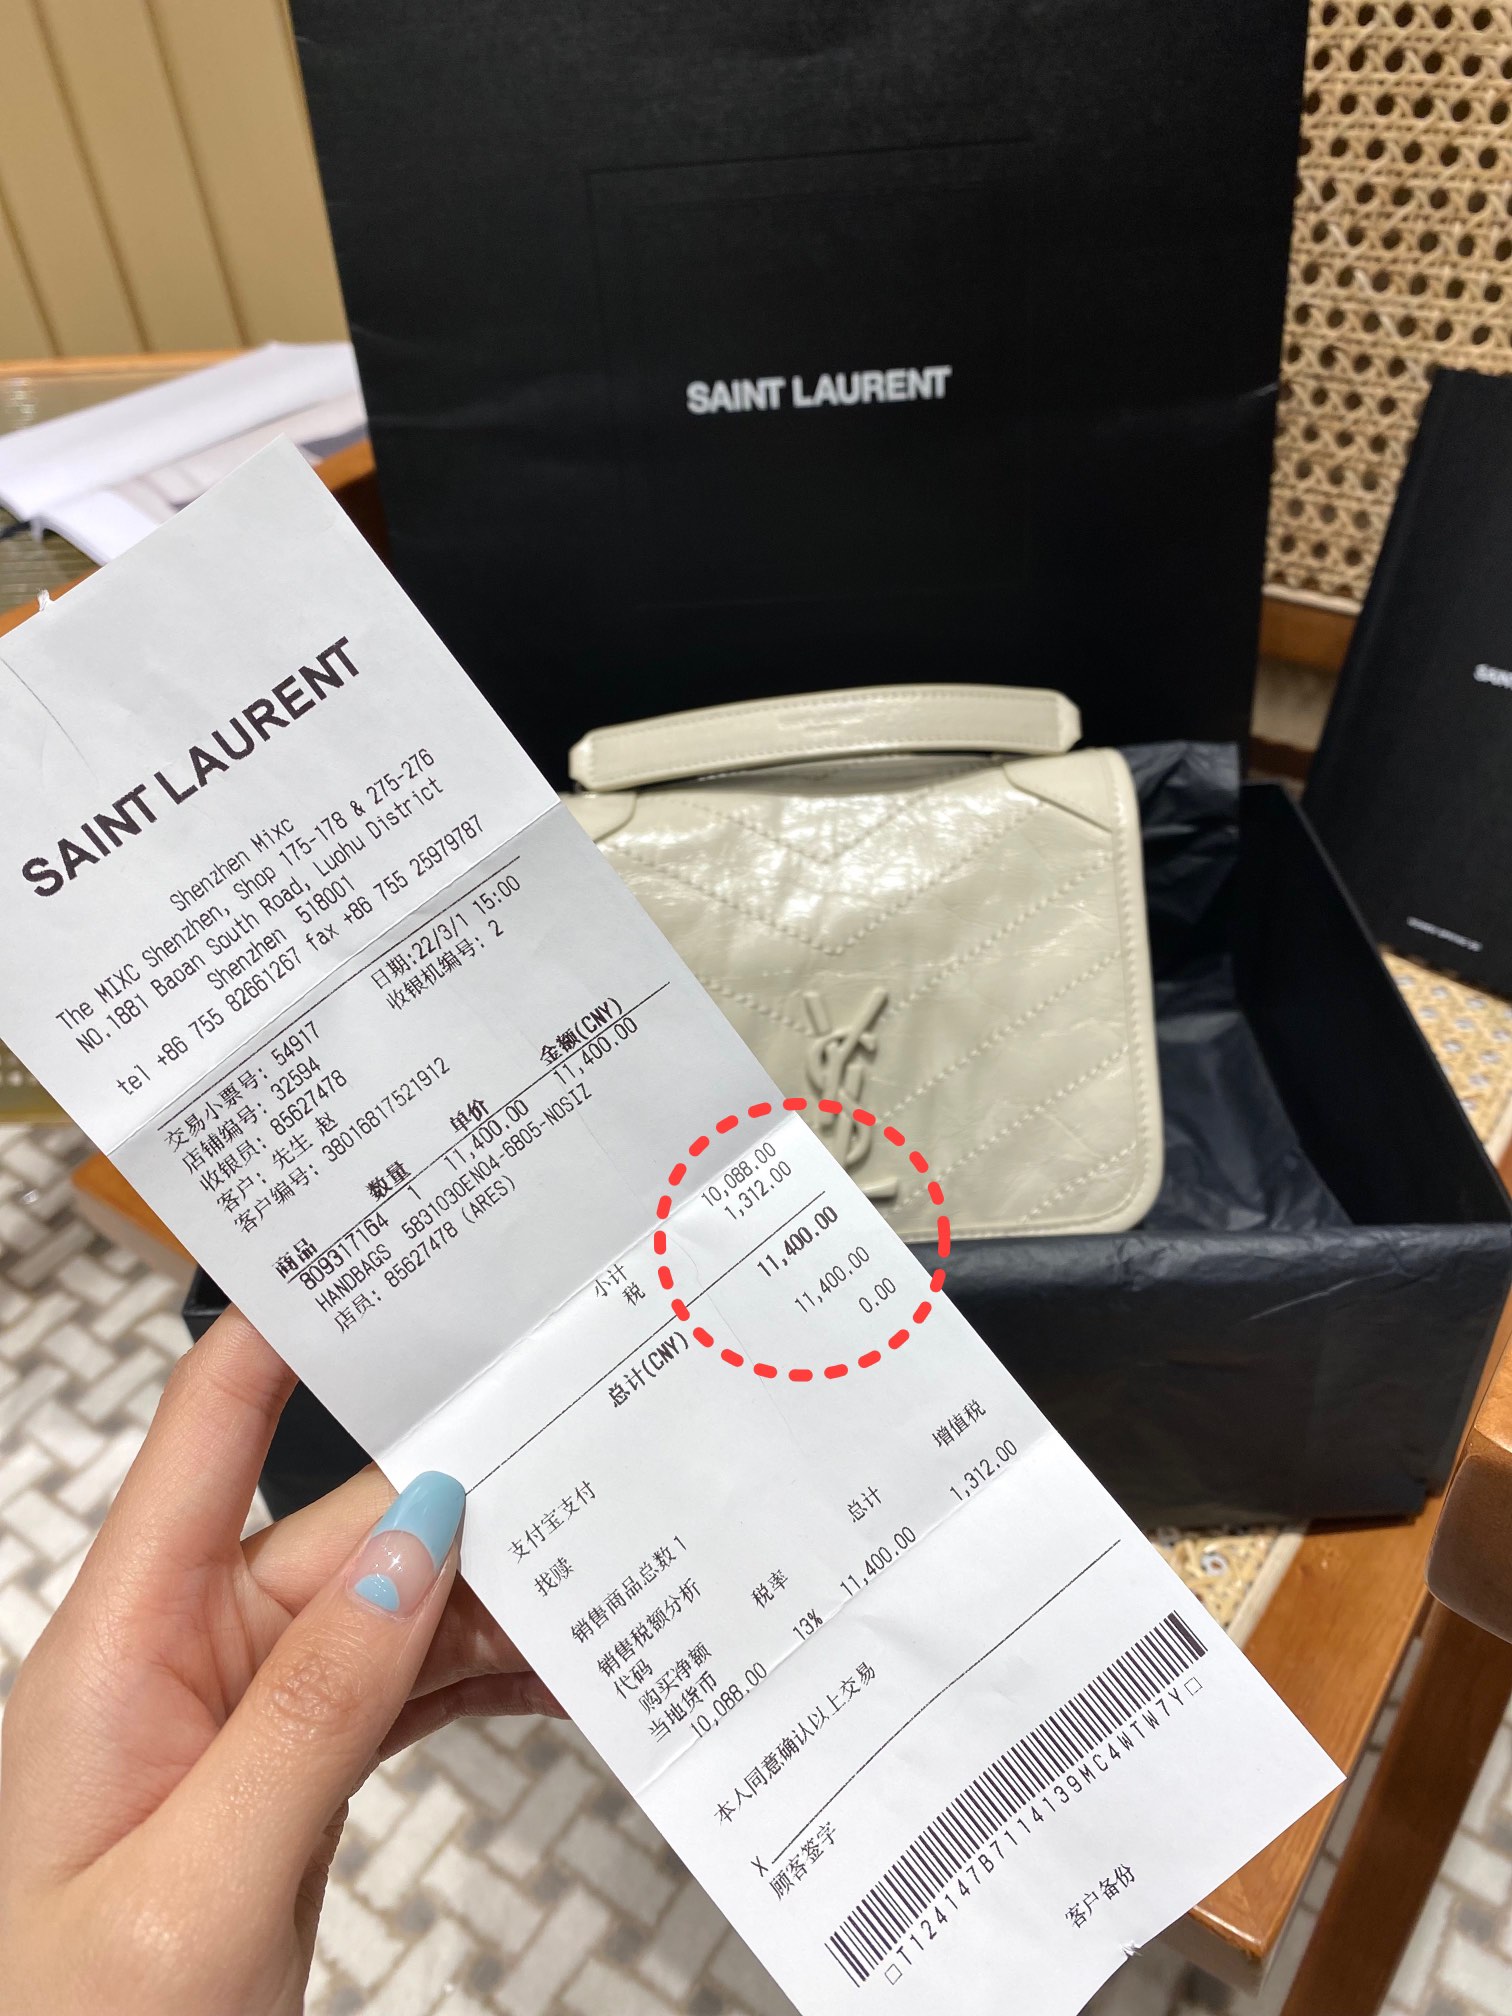 SAINT LAURENT
SAINT LAURENT
Shenzhen Mixc
The MIXC Shenzhen, Shop 175-178 & 275-276
NO.1881 Baoan South Road, Luohu District
Shenzhen 518001
tel +86 755 82661267 fax +86 755 25979787
日期:22/3/1 15:00
交易小票号: 54917 收银机编号: 2
店铺编号: 32594
收银员: 85627478
客户: 先生 赵
客户编号: 38016817521912
商品 数量 单价 金额(CNY)
809317164 1 11,400.00 11,400.00
HANDBAGS 5831030EN04-6805-NOSIZ
店员: 85627478 (ARES)
小计 10,088.00
税 1,312.00
总计(CNY) 11,400.00
支付宝支付 11,400.00
找赎 0.00
销售商品总数 1
销售税额分析
代码 税率 总计 增值税
购买净额 13% 11,400.00 1,312.00
当地货币
10,088.00
本人同意确认以上交易
X
顾客签字
T124147B7114139MC4WTW7Y
客户备份